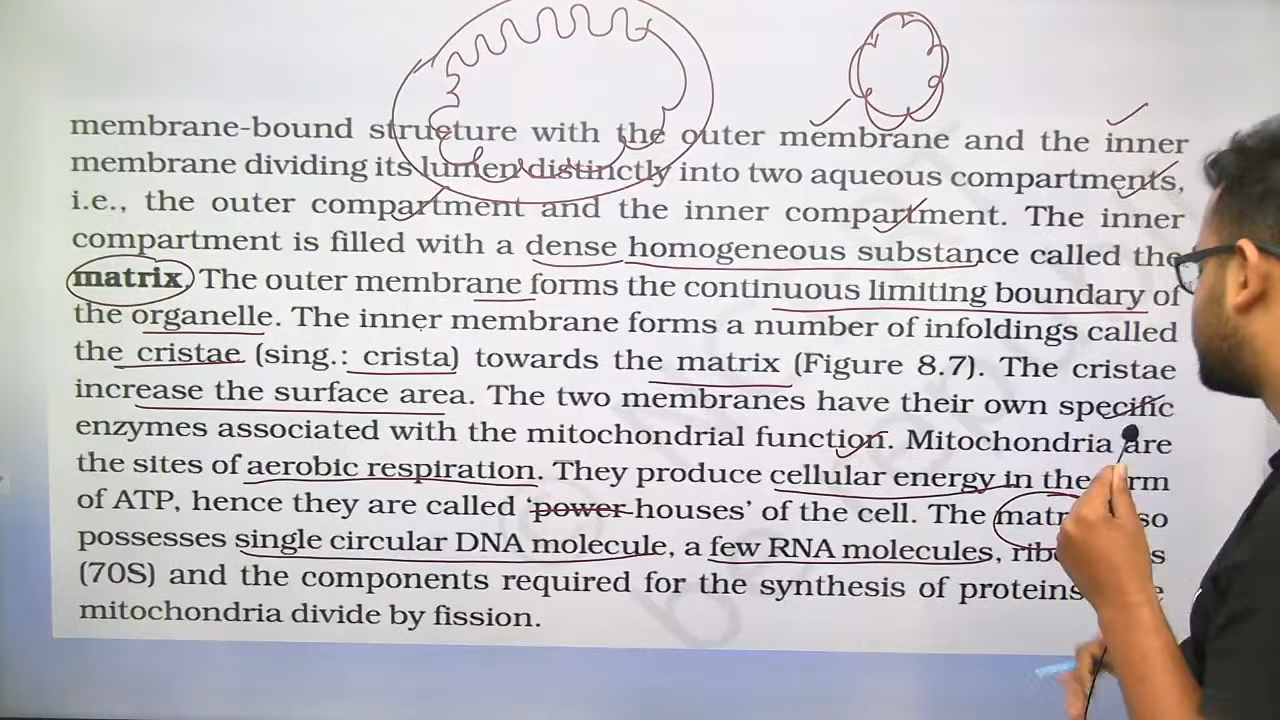 membrane-bound structure with the outer membrane and the inner
membrane dividing its lumen distinctly into two aqueous compartments,
i.e., the outer compartment and the inner compartment. The inner
compartment is filled with a dense homogeneous substance called the
matrix. The outer membrane forms the continuous limiting boundary of
the organelle. The inner membrane forms a number of infoldings called
the cristae (sing.: crista) towards the matrix (Figure 8.7). The cristae
increase the surface area. The two membranes have their own specific
enzymes associated with the mitochondrial function. Mitochondria are
the sites of aerobic respiration. They produce cellular energy in the
of ATP, hence they are called ‘power houses’ of the cell. The
possesses single circular DNA molecule, a few RNA molecules,
(70S) and the components required for the synthesis of proteins
mitochondria divide by fission.